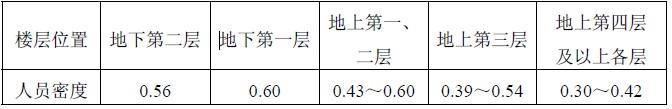 楼层位置 地下第二层 地下第一层 地上第一、二层 地上第三层 地上第四层及以上各层
人员密度 0.56 0.60 0.43～0.60 0.39～0.54 0.30～0.42